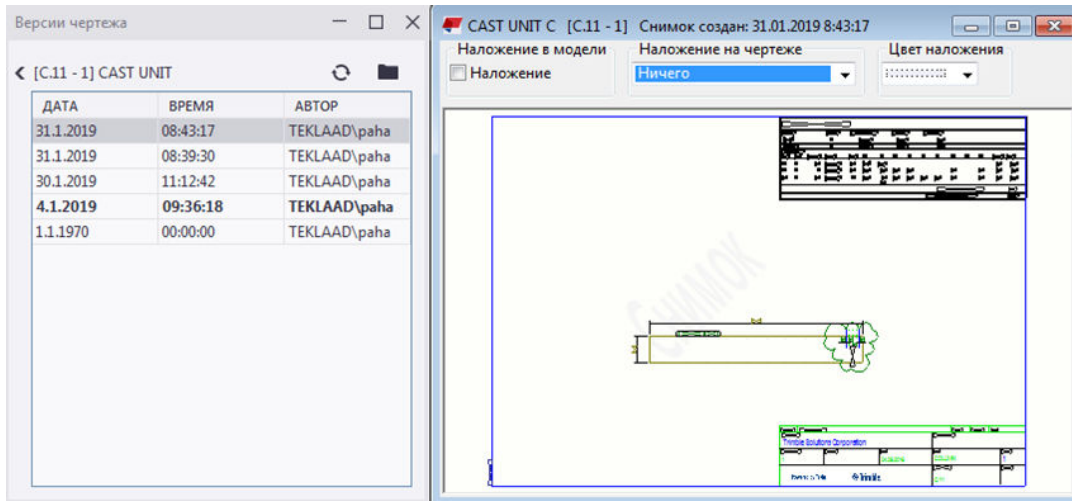 Версии чертежа
[C.11 - 1] CAST UNIT
ДАТА ВРЕМЯ АВТОР
31.1.2019 08:43:17 TEKLAAD\paha
31.1.2019 08:39:30 TEKLAAD\paha
30.1.2019 11:12:42 TEKLAAD\paha
4.1.2019 09:36:18 TEKLAAD\paha
1.1.1970 00:00:00 TEKLAAD\paha
CAST UNIT C [C.11 - 1] Снимок создан: 31.01.2019 8:43:17
Наложение в модели Наложение на чертеже Цвет наложения
Наложение Ничего
Снимок
Trimble Solutions Corporation
Trimble